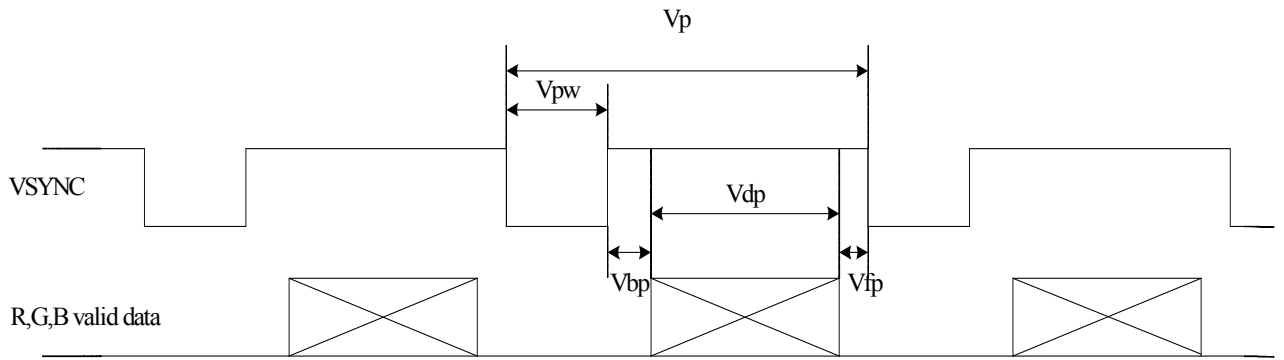 Vp
Vpw
VSYNC
Vdp
Vbp
Vfp
R,G,B valid data